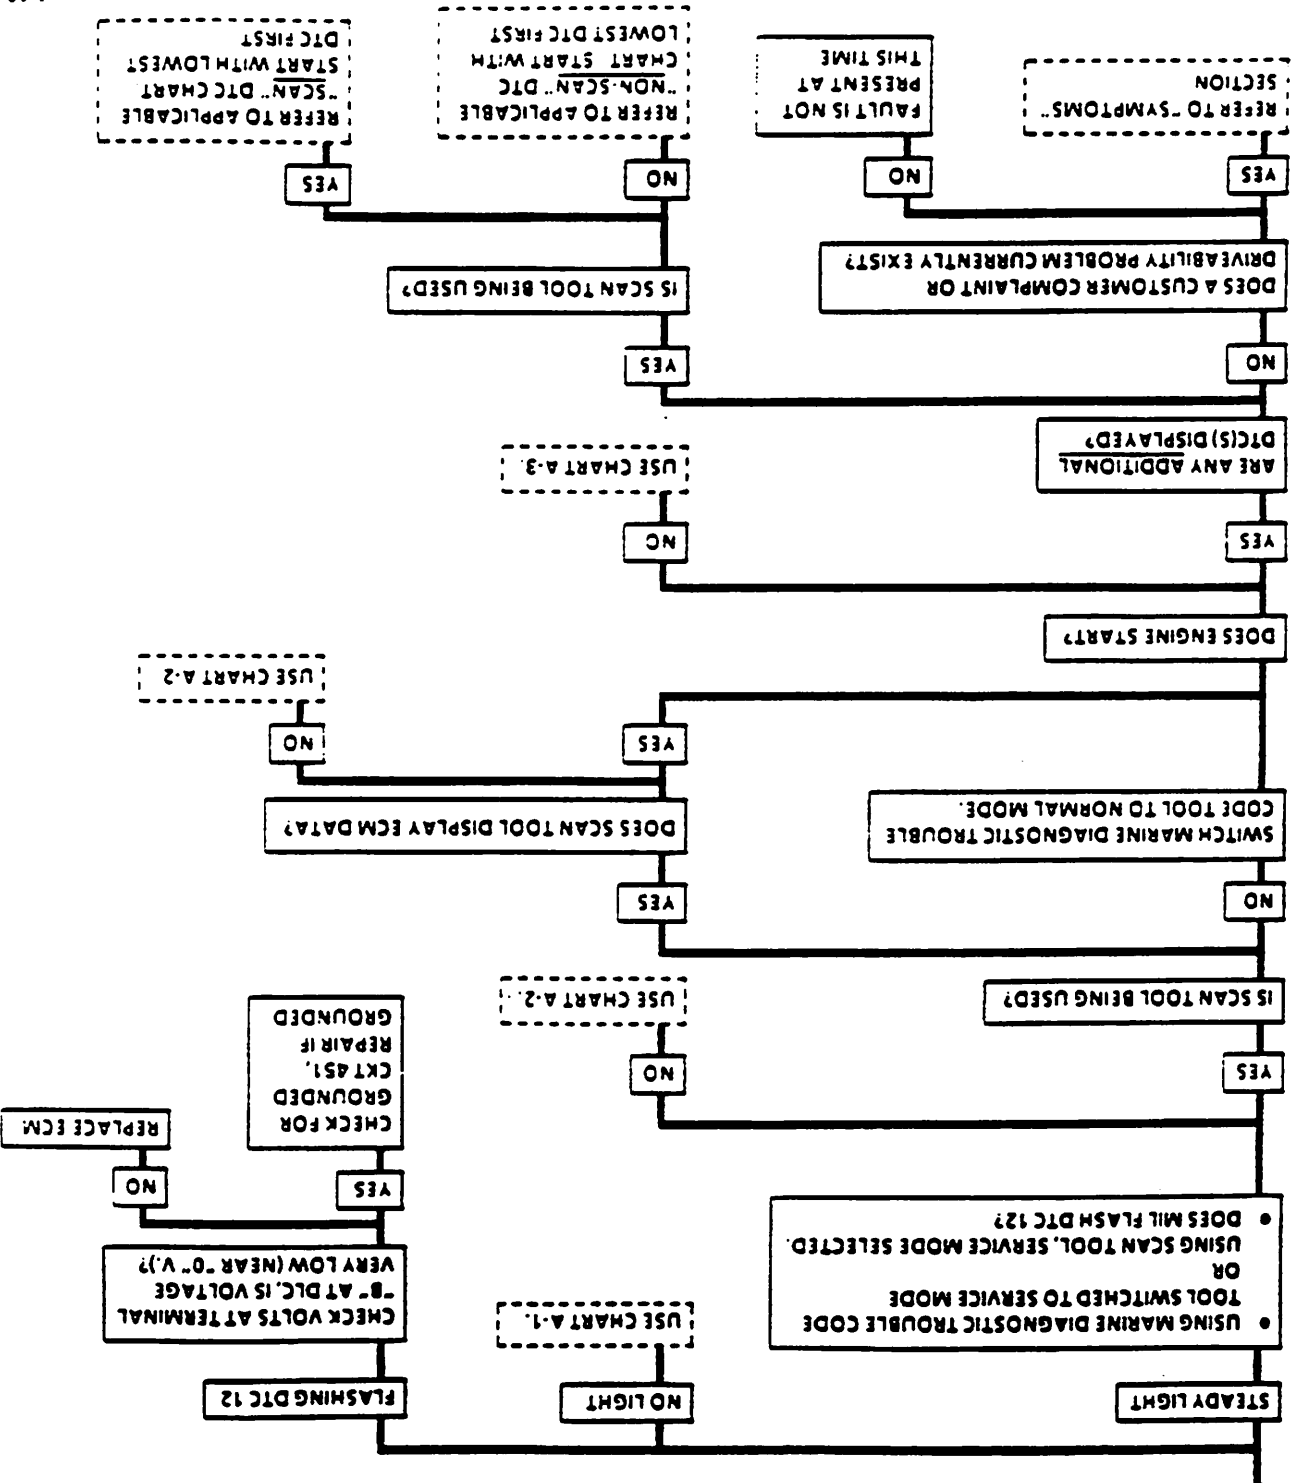 STEADY LIGHT
NO LIGHT
FLASHING DTC 12
• USING MARINE DIAGNOSTIC TROUBLE CODE
TOOL SWITCHED TO SERVICE MODE
OR
USING SCAN TOOL, SERVICE MODE SELECTED.
• DOES MIL FLASH DTC 12?
USE CHART A-1.
CHECK VOLTS AT TERMINAL
"B" AT DLC, IS VOLTAGE
VERY LOW (NEAR "0" V.)?
YES
NO
CHECK FOR
GROUNDED
CKT 451,
REPAIR IF
GROUNDED
REPLACE ECM
YES
NO
IS SCAN TOOL BEING USED?
USE CHART A-2.
NO
YES
SWITCH MARINE DIAGNOSTIC TROUBLE
CODE TOOL TO NORMAL MODE.
DOES SCAN TOOL DISPLAY ECM DATA?
YES
NO
USE CHART A-2
DOES ENGINE START?
YES
NO
ARE ANY ADDITIONAL
DTC(S) DISPLAYED?
USE CHART A-3.
NO
YES
DOES A CUSTOMER COMPLAINT OR
DRIVEABILITY PROBLEM CURRENTLY EXIST?
IS SCAN TOOL BEING USED?
YES
NO
NO
YES
REFER TO "SYMPTOMS"
SECTION
FAULT IS NOT
PRESENT AT
THIS TIME
REFER TO APPLICABLE
"NON-SCAN" DTC
CHART START WITH
LOWEST DTC FIRST
REFER TO APPLICABLE
"SCAN" DTC CHART
START WITH LOWEST
DTC FIRST